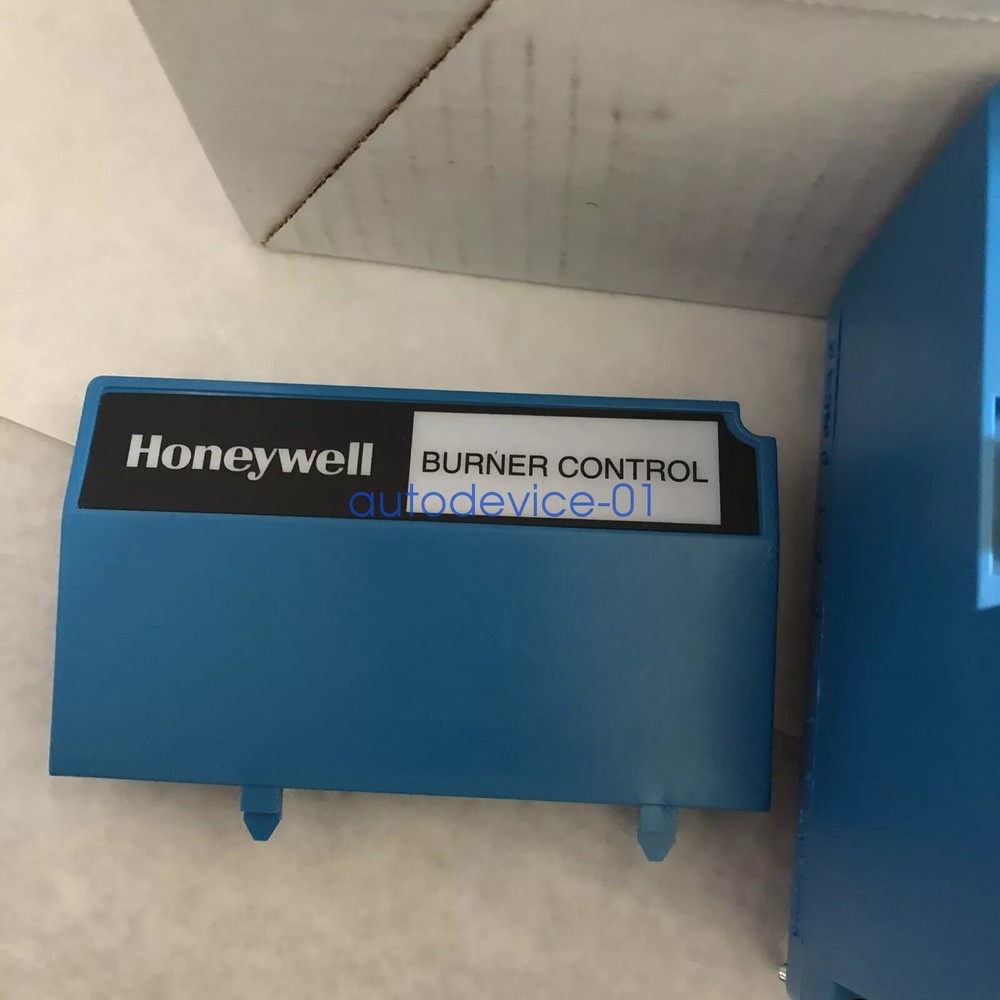 Honeywell
BURNER CONTROL
autodevice-01